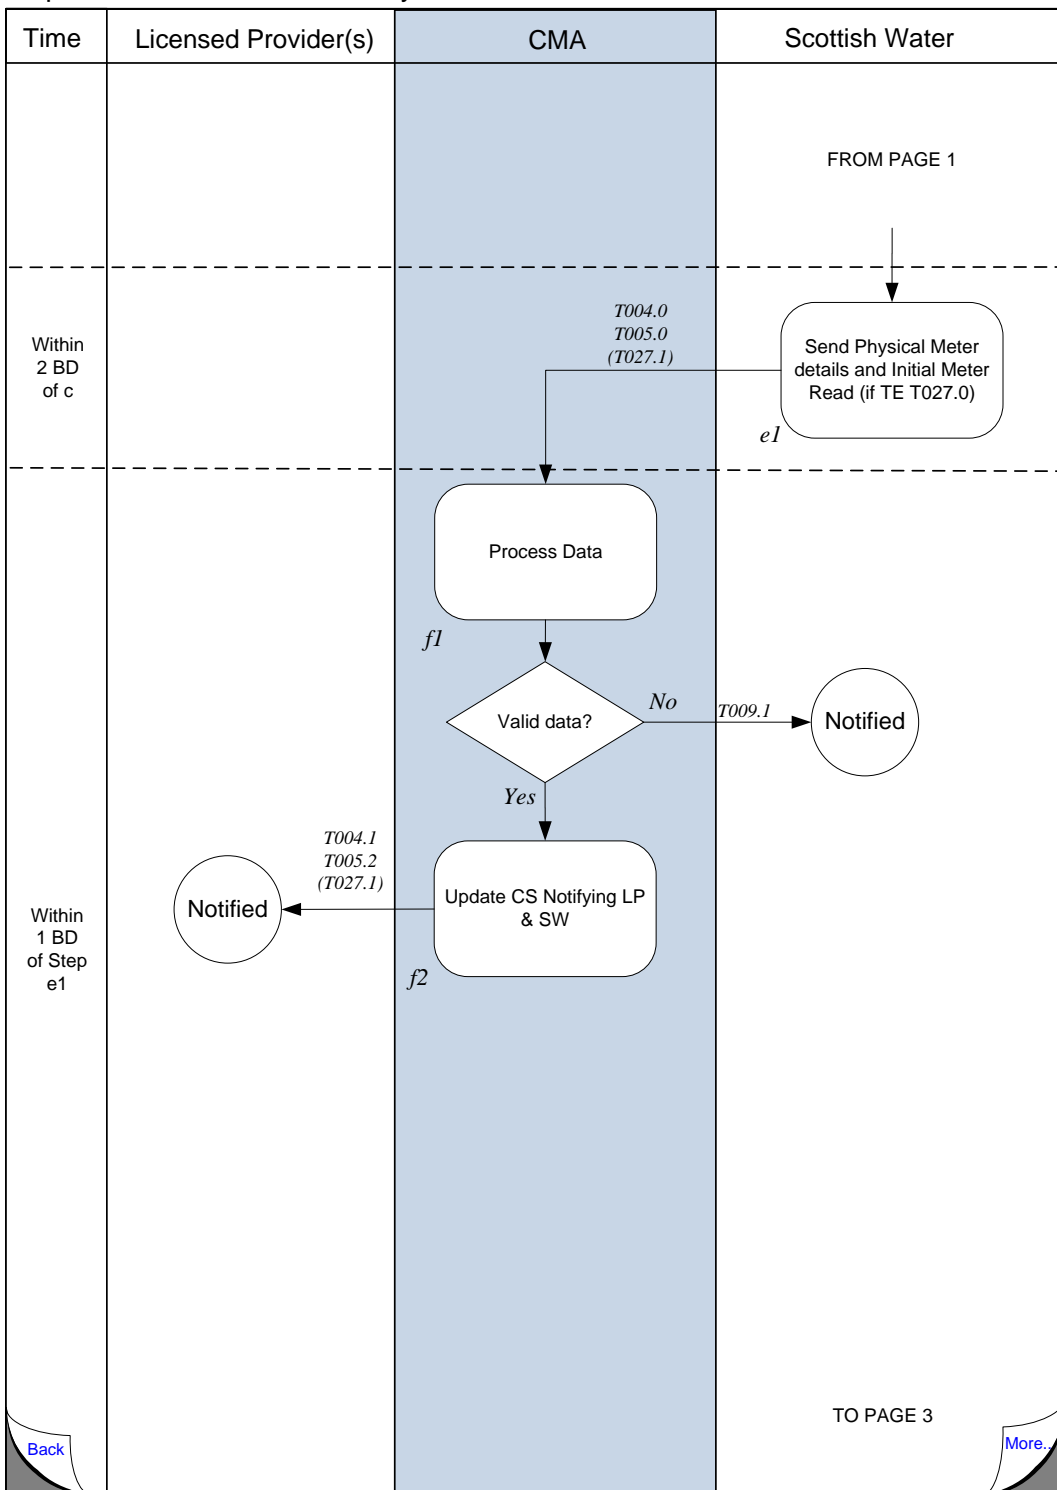 Time
Licensed Provider(s)
CMA
Scottish Water
FROM PAGE 1
Within
2 BD
of c
T004.0
T005.0
(T027.1)
Send Physical Meter
details and Initial Meter
Read (if TE T027.0)
e1
Process Data
f1
Valid data?
No
T009.1
Notified
Yes
T004.1
T005.2
(T027.1)
Notified
Update CS Notifying LP
& SW
f2
Within
1 BD
of Step
e1
TO PAGE 3
Back
More..